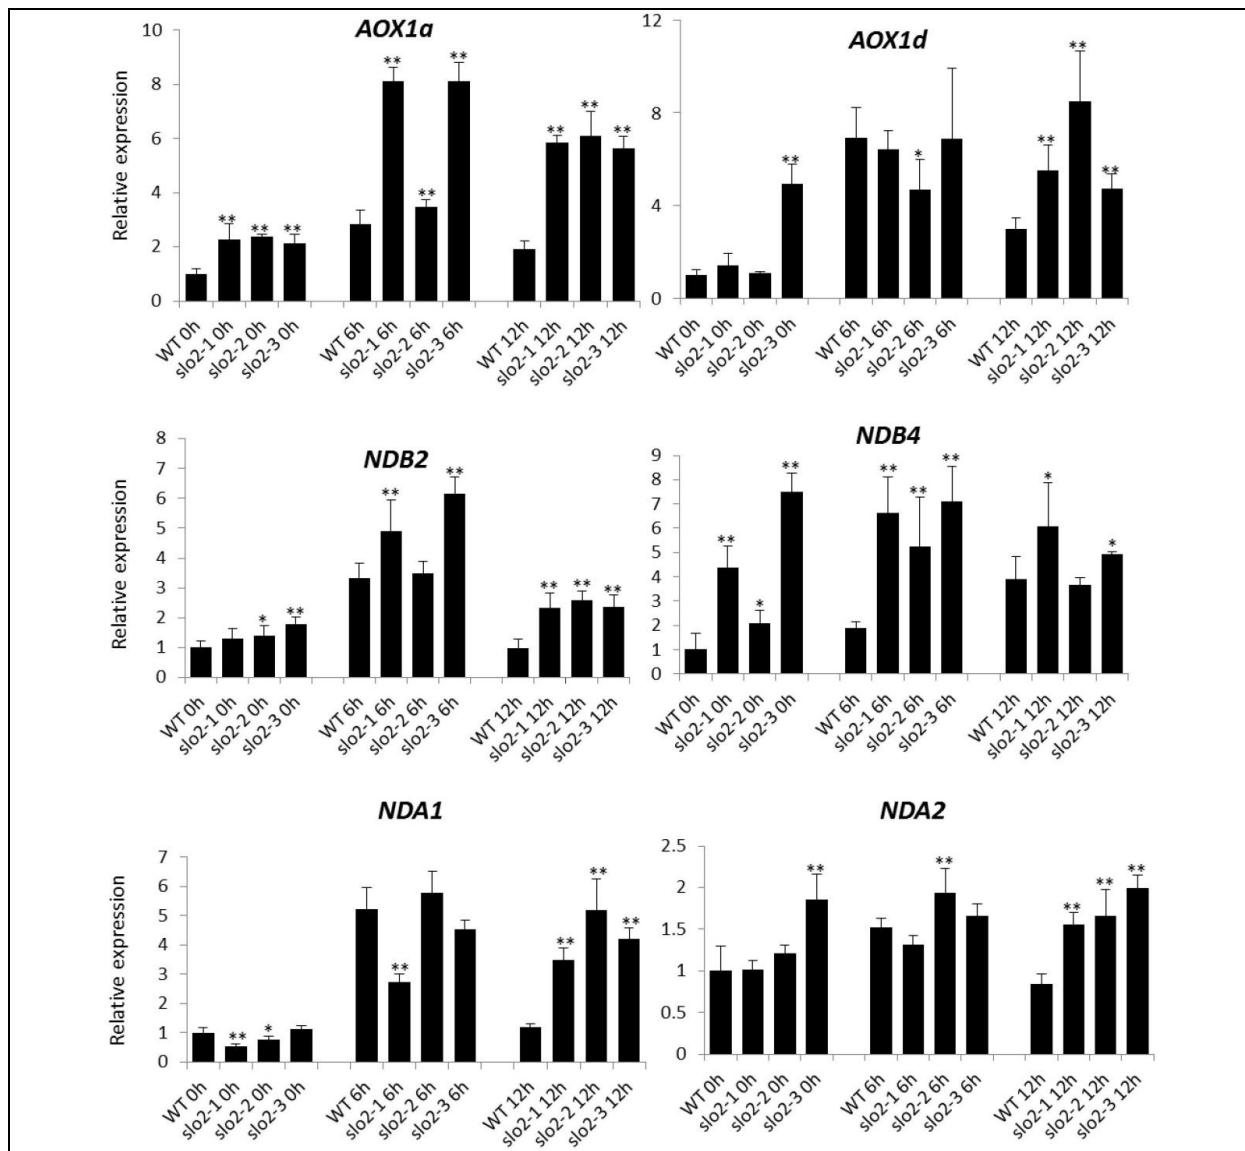 AOX1a
Relative expression
10
8
6
4
2
0
** ** ** ** ** ** ** ** **
WT 0h slo2-1 0h slo2-2 0h slo2-3 0h WT 6h slo2-1 6h slo2-2 6h slo2-3 6h WT 12h slo2-1 12h slo2-2 12h slo2-3 12h
AOX1d
12
8
4
0
** * ** ** **
WT 0h slo2-1 0h slo2-2 0h slo2-3 0h WT 6h slo2-1 6h slo2-2 6h slo2-3 6h WT 12h slo2-1 12h slo2-2 12h slo2-3 12h
NDB2
Relative expression
8
7
6
5
4
3
2
1
0
* ** ** ** ** ** **
WT 0h slo2-1 0h slo2-2 0h slo2-3 0h WT 6h slo2-1 6h slo2-2 6h slo2-3 6h WT 12h slo2-1 12h slo2-2 12h slo2-3 12h
NDB4
9
8
7
6
5
4
3
2
1
0
** * ** ** ** ** * *
WT 0h slo2-1 0h slo2-2 0h slo2-3 0h WT 6h slo2-1 6h slo2-2 6h slo2-3 6h WT 12h slo2-1 12h slo2-2 12h slo2-3 12h
NDA1
Relative expression
7
6
5
4
3
2
1
0
** * ** ** ** **
WT 0h slo2-1 0h slo2-2 0h slo2-3 0h WT 6h slo2-1 6h slo2-2 6h slo2-3 6h WT 12h slo2-1 12h slo2-2 12h slo2-3 12h
NDA2
2.5
2
1.5
1
0.5
0
** ** ** ** **
WT 0h slo2-1 0h slo2-2 0h slo2-3 0h WT 6h slo2-1 6h slo2-2 6h slo2-3 6h WT 12h slo2-1 12h slo2-2 12h slo2-3 12h